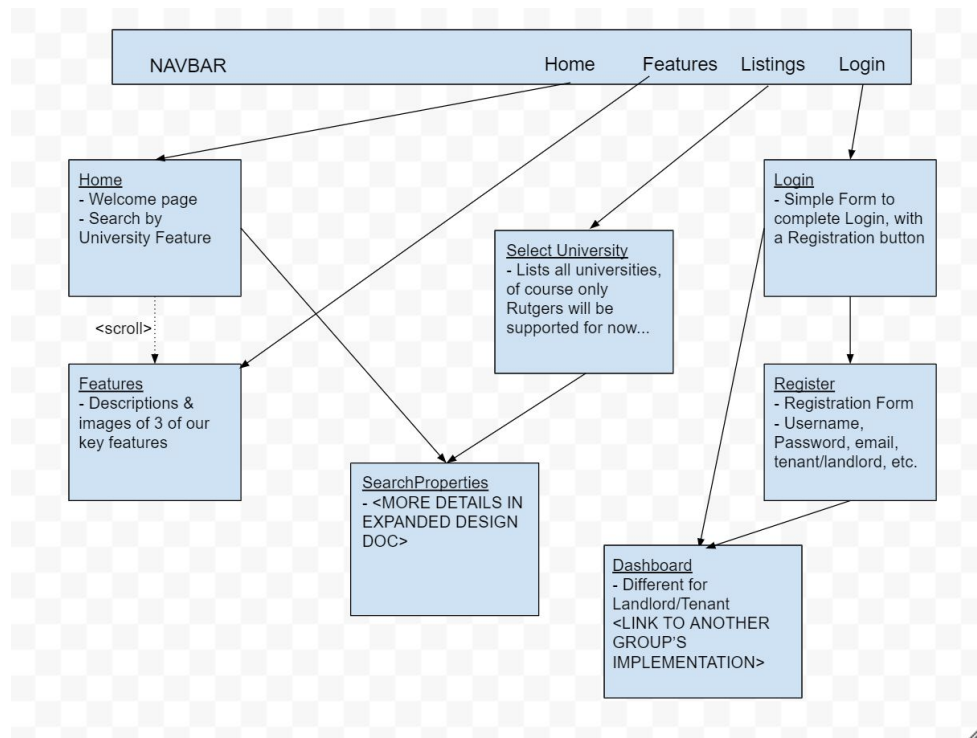 NAVBAR
Home
Features
Listings
Login
Home
- Welcome page
- Search by
University Feature
<scroll>
Features
- Descriptions &
images of 3 of our
key features
Select University
- Lists all universities,
of course only
Rutgers will be
supported for now...
SearchProperties
- <MORE DETAILS IN
EXPANDED DESIGN
DOC>
Login
- Simple Form to
complete Login, with
a Registration button
Register
- Registration Form
- Username,
Password, email,
tenant/landlord, etc.
Dashboard
- Different for
Landlord/Tenant
<LINK TO ANOTHER
GROUP'S
IMPLEMENTATION>